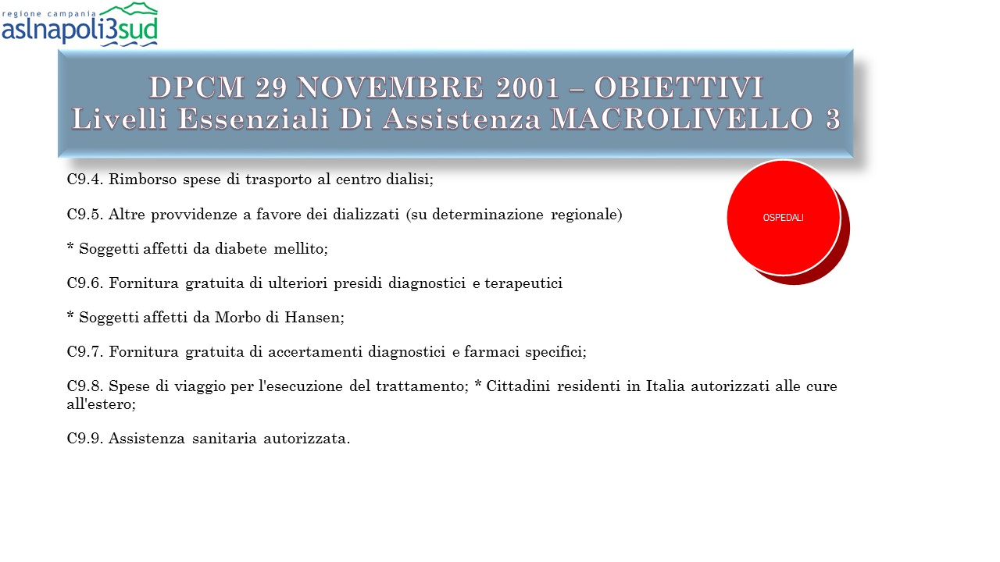 regione campania
aslnapoli3sud
DPCM 29 NOVEMBRE 2001 – OBIETTIVI
Livelli Essenziali Di Assistenza MACROLIVELLO 3
C9.4. Rimborso spese di trasporto al centro dialisi;
OSPEDALI
C9.5. Altre provvidenze a favore dei dializzati (su determinazione regionale)
* Soggetti affetti da diabete mellito;
C9.6. Fornitura gratuita di ulteriori presidi diagnostici e terapeutici
* Soggetti affetti da Morbo di Hansen;
C9.7. Fornitura gratuita di accertamenti diagnostici e farmaci specifici;
C9.8. Spese di viaggio per l'esecuzione del trattamento; * Cittadini residenti in Italia autorizzati alle cure
all'estero;
C9.9. Assistenza sanitaria autorizzata.